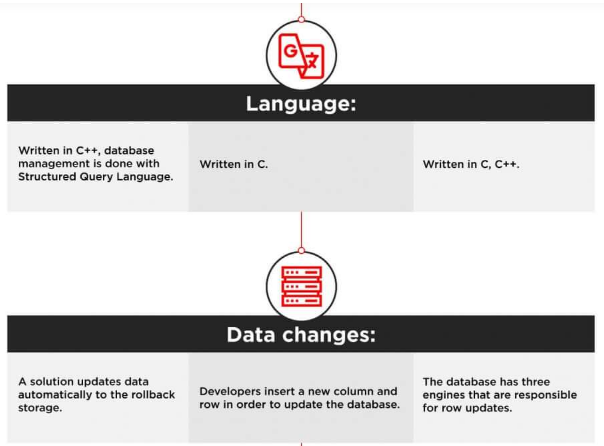 G 文
Language:
Written in C++, database
management is done with
Structured Query Language.
Written in C.
Written in C, C++.
Data changes:
A solution updates data
automatically to the rollback
storage.
Developers insert a new column and
row in order to update the database.
The database has three
engines that are responsible
for row updates.